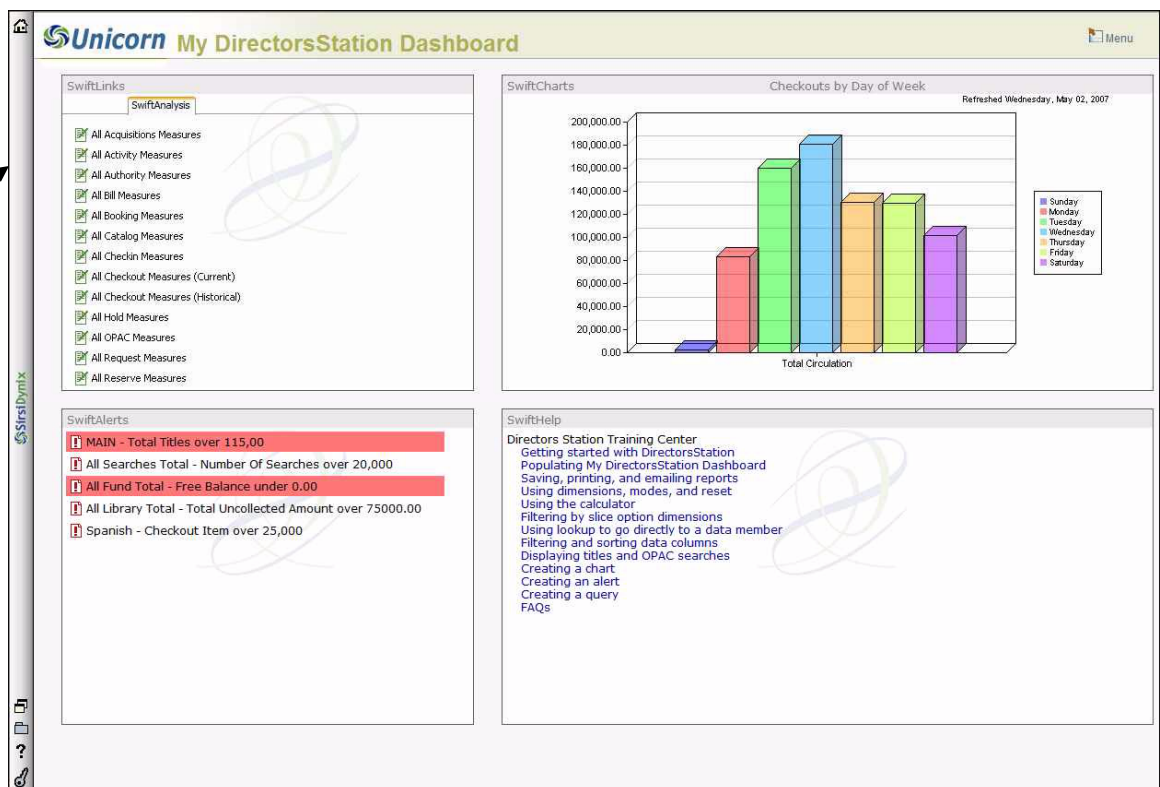 Unicorn My DirectorsStation Dashboard
Menu
SwiftLinks
SwiftAnalysis
All Acquisitions Measures
All Activity Measures
All Authority Measures
All Bill Measures
All Booking Measures
All Catalog Measures
All Checkin Measures
All Checkout Measures (Current)
All Checkout Measures (Historical)
All Hold Measures
All OPAC Measures
All Request Measures
All Reserve Measures
SwiftCharts
Checkouts by Day of Week
Refreshed Wednesday, May 02, 2007
200,000.00
180,000.00
160,000.00
140,000.00
120,000.00
100,000.00
80,000.00
60,000.00
40,000.00
20,000.00
0.00
Total Circulation
Sunday
Monday
Tuesday
Wednesday
Thursday
Friday
Saturday
SwiftAlerts
MAIN - Total Titles over 115,00
All Searches Total - Number Of Searches over 20,000
All Fund Total - Free Balance under 0.00
All Library Total - Total Uncollected Amount over 75000.00
Spanish - Checkout Item over 25,000
SwiftHelp
Directors Station Training Center
Getting started with DirectorsStation
Populating My DirectorsStation Dashboard
Saving, printing, and emailing reports
Using dimensions, modes, and reset
Using the calculator
Filtering by slice option dimensions
Using lookup to go directly to a data member
Filtering and sorting data columns
Displaying titles and OPAC searches
Creating a chart
Creating an alert
Creating a query
FAQs
SirsiDynix
?